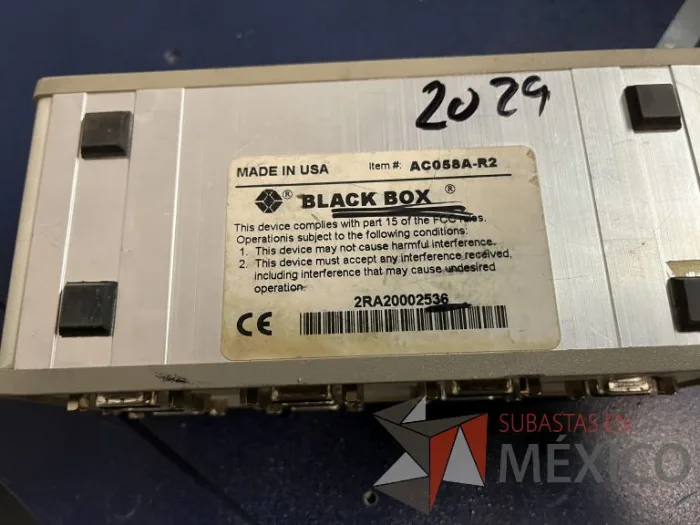 2029
MADE IN USA Item #: AC058A-R2
® BLACK BOX ®
This device complies with part 15 of the FCC rules.
Operationis subject to the following conditions:
1. This device may not cause harmful interference.
2. This device must accept any interference received,
including interference that may cause undesired
operation.
2RA20002536
CE
SUBASTAS EN
MÉXICO